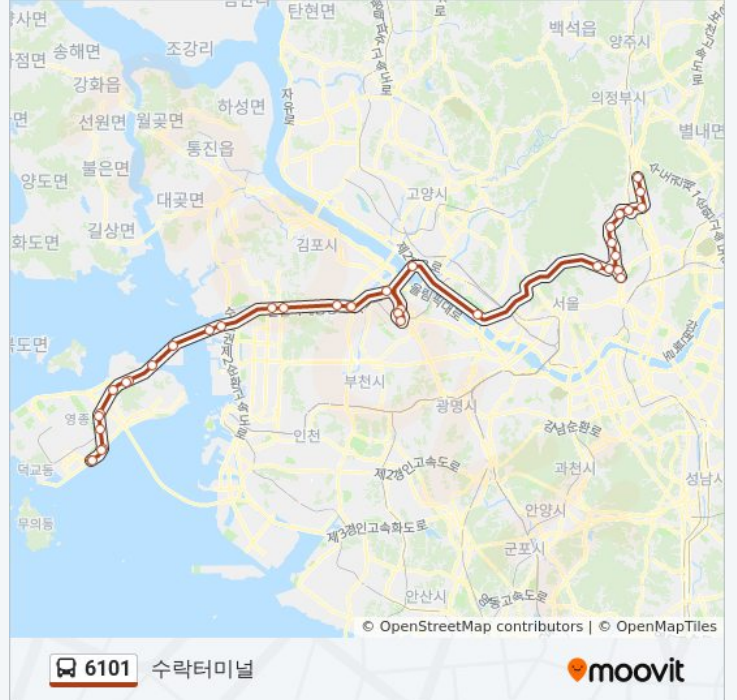 탄현면
백석읍
양주시
송해면
조강리
강화읍
하성면
자유로
의정부시
선원면
월곶면
통진읍
별내면
불은면
양도면
대곶면
고양시
길상면
화도면
김포시
올림픽대로
서울
북도면
부천시
영종
광명시
인천
강남순환로
덕교동
제2경인고속도로
과천시
성남시
안양시
무의동
제3경인고속화도로
군포시
안산시
© OpenStreetMap contributors | © OpenMapTiles
6101 수락터미널
moovit